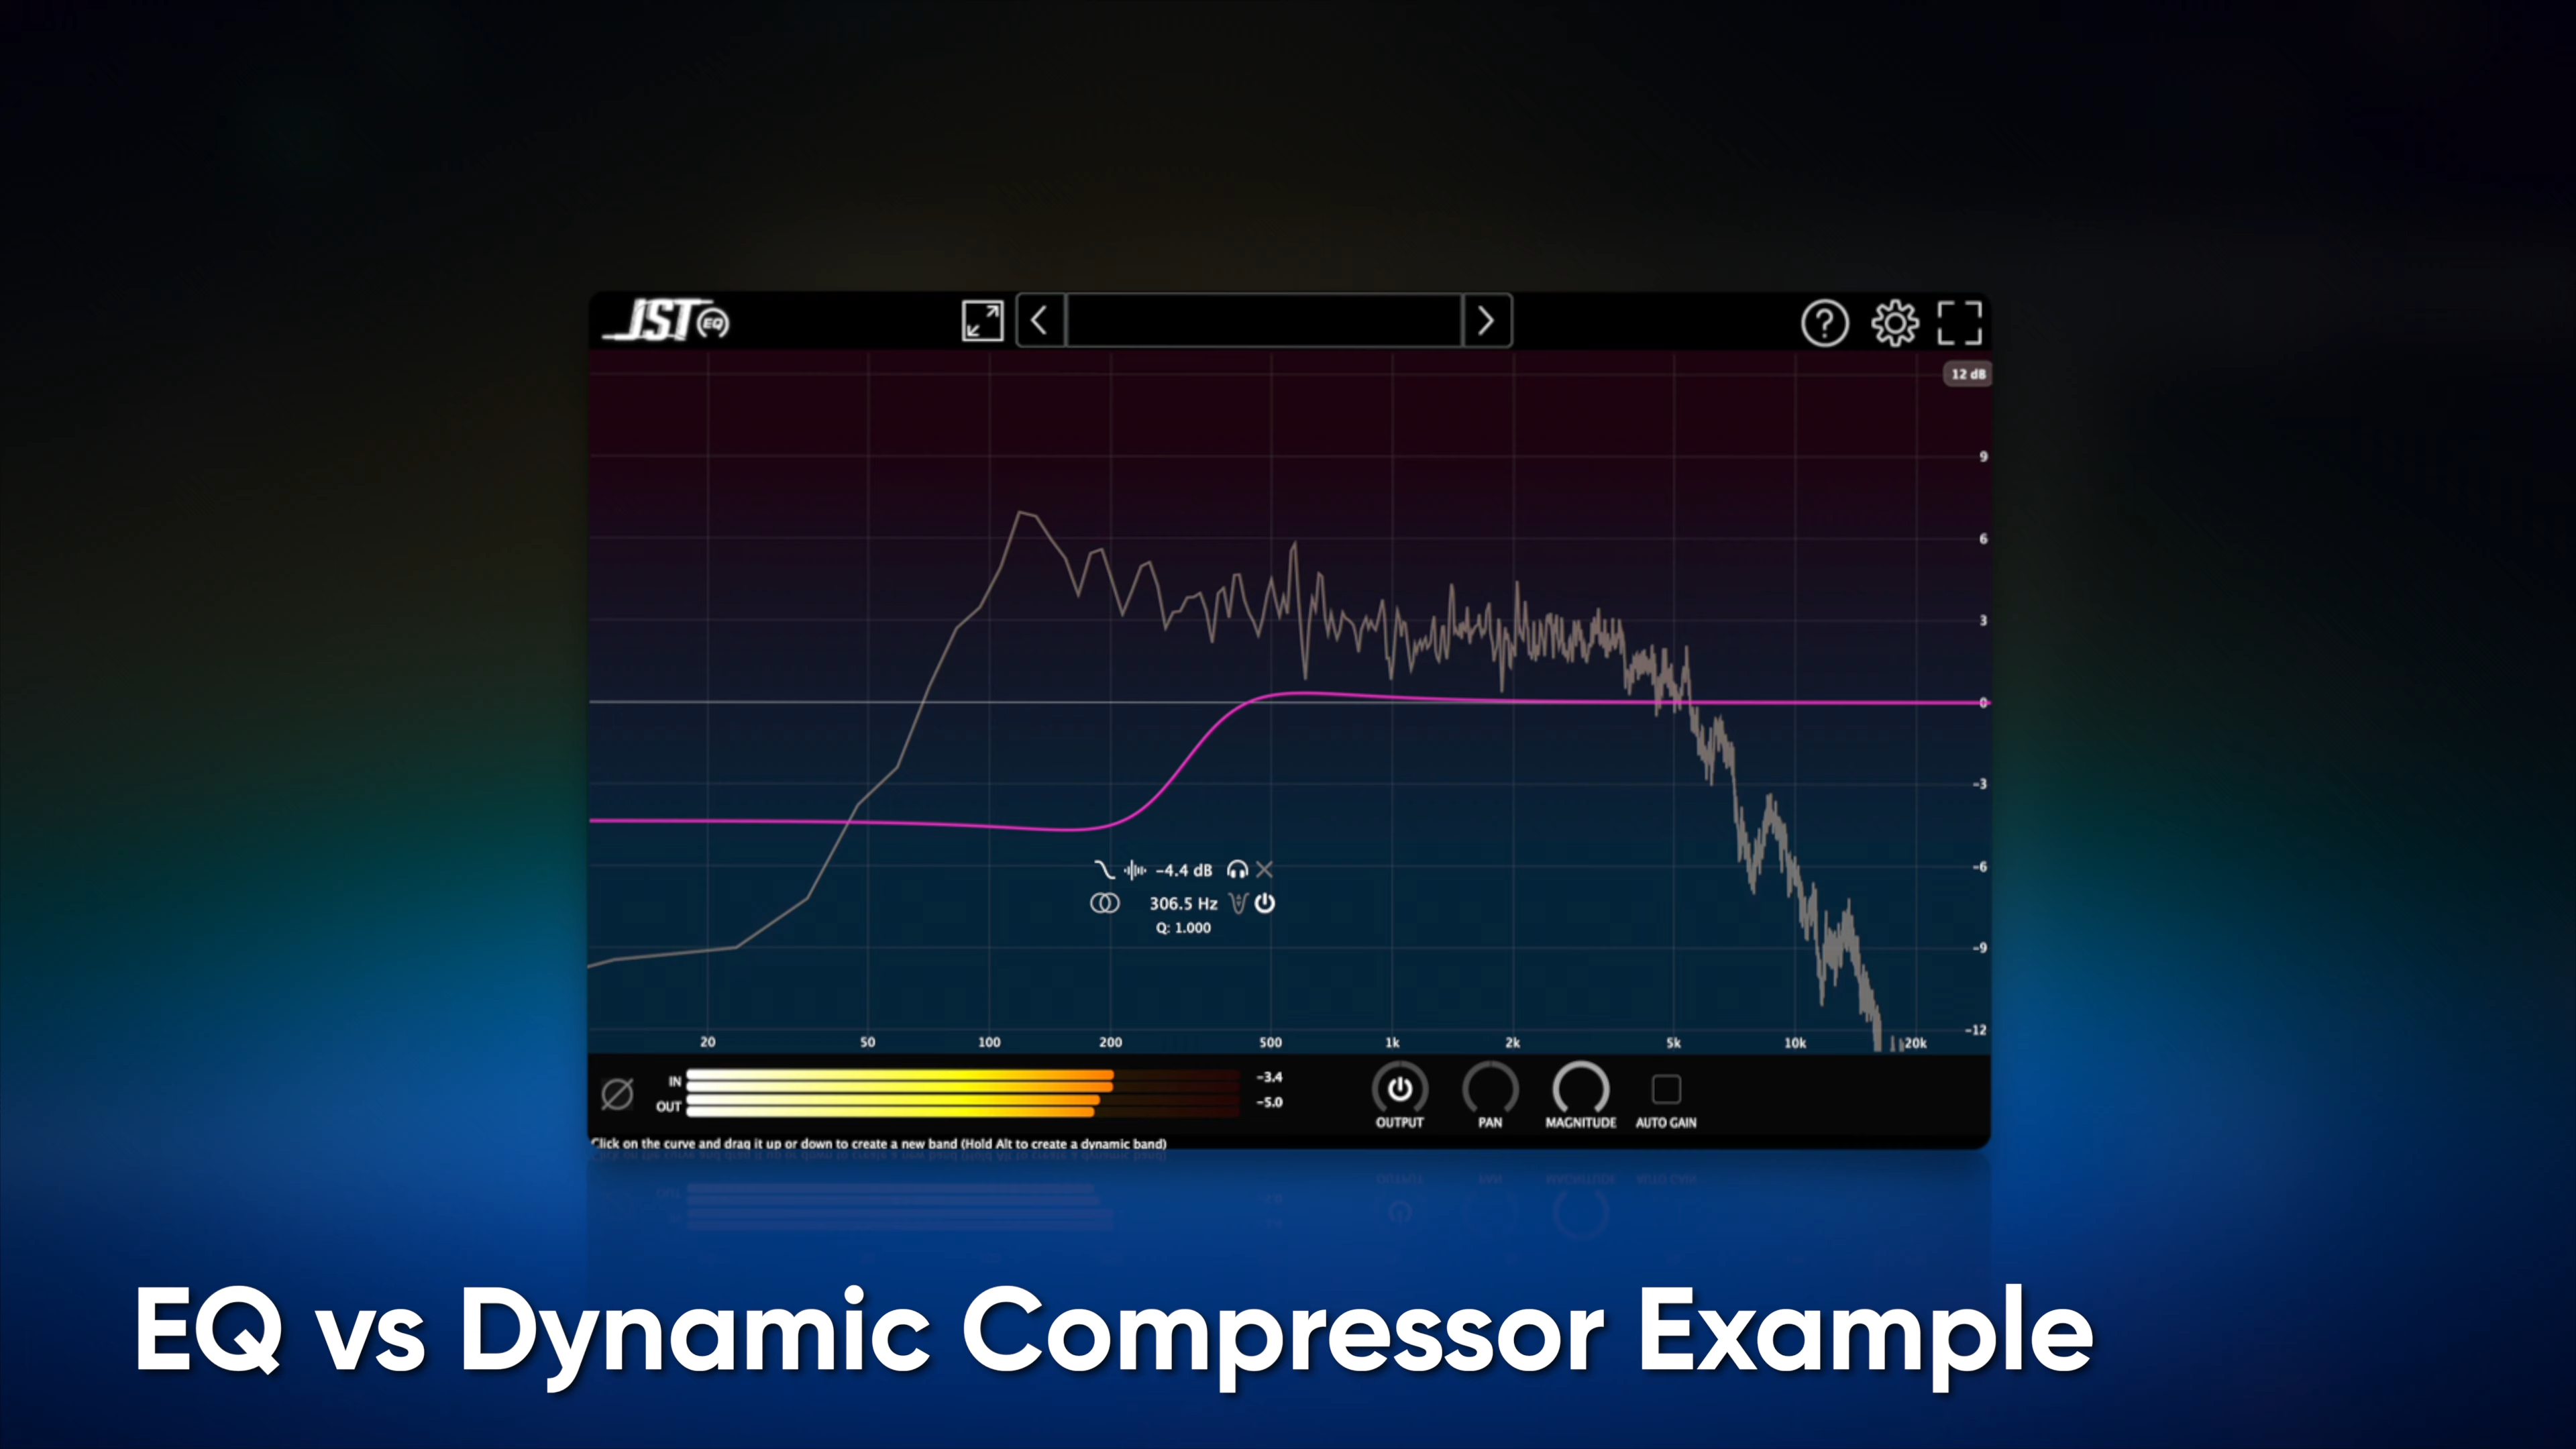 JST EQ
12 dB
9
6
3
0
-3
-6
-9
-12
-4.4 dB
306.5 Hz
Q: 1.000
20 50 100 200 500 1k 2k 5k 10k 20k
IN -3.4
OUT -5.0
OUTPUT PAN MAGNITUDE AUTO GAIN
Click on the curve and drag it up or down to create a new band (Hold Alt to create a dynamic band)
EQ vs Dynamic Compressor Example